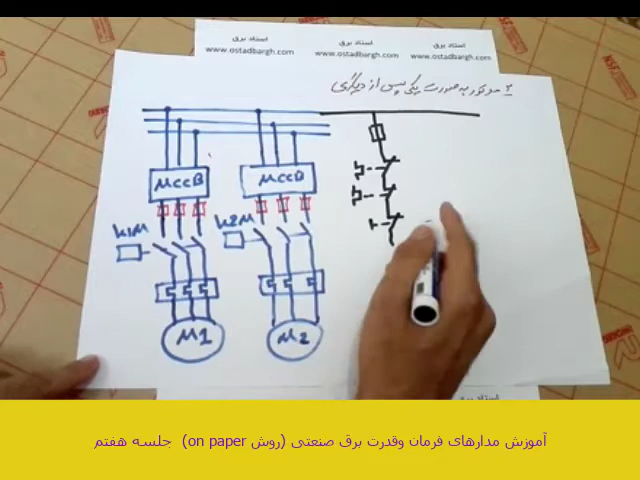 استاد برق
www.ostadbargh.com
استاد برق
www.ostadbargh.com
استاد برق
www.ostadbargh.com
۲ موتور به صورت یکی پس از دیگری
MCCB
MCCB
K1M
K2M
M1
M2
آموزش مدارهای فرمان وقدرت برق صنعتی (روش on paper) جلسه هفتم